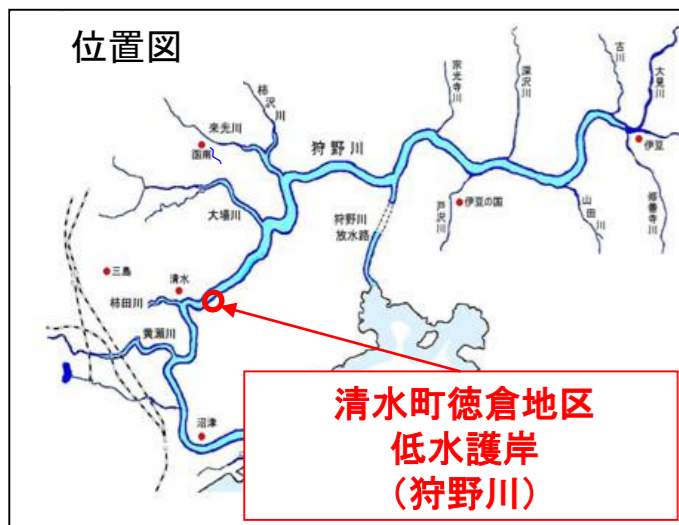 位置図
宗光寺川
深沢川
古川
大見川
柿沢川
来光川
函南
狩野川
伊豆
大場川
狩野川
放水路
戸沢川
伊豆の国
山田川
修善寺川
三島
清水
柿田川
黄瀬川
沼津
清水町徳倉地区
低水護岸
（狩野川）